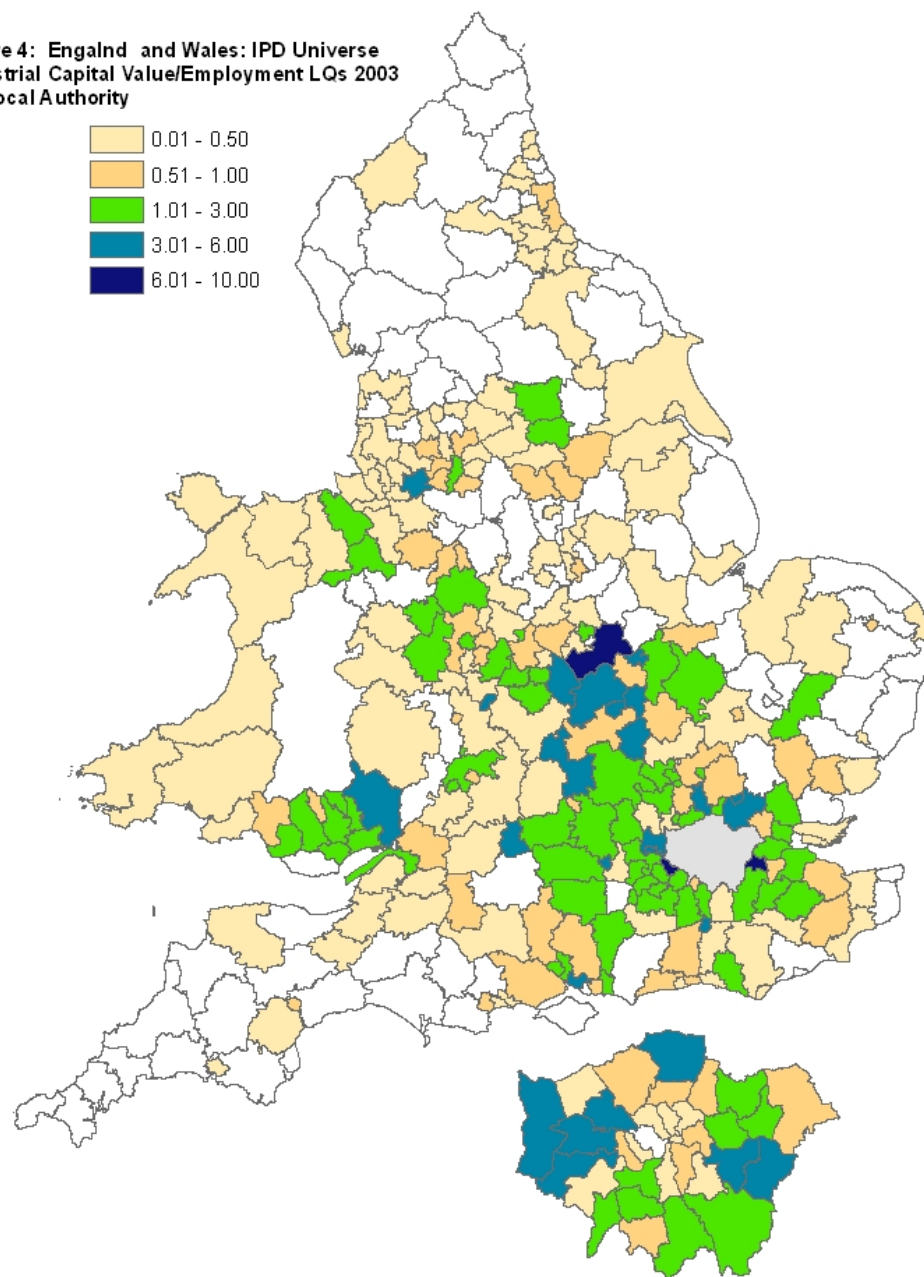 e 4: Engalnd and Wales: IPD Universe
strial Capital Value/Employment LQs 2003
ocal Authority
0.01 - 0.50
0.51 - 1.00
1.01 - 3.00
3.01 - 6.00
6.01 - 10.00